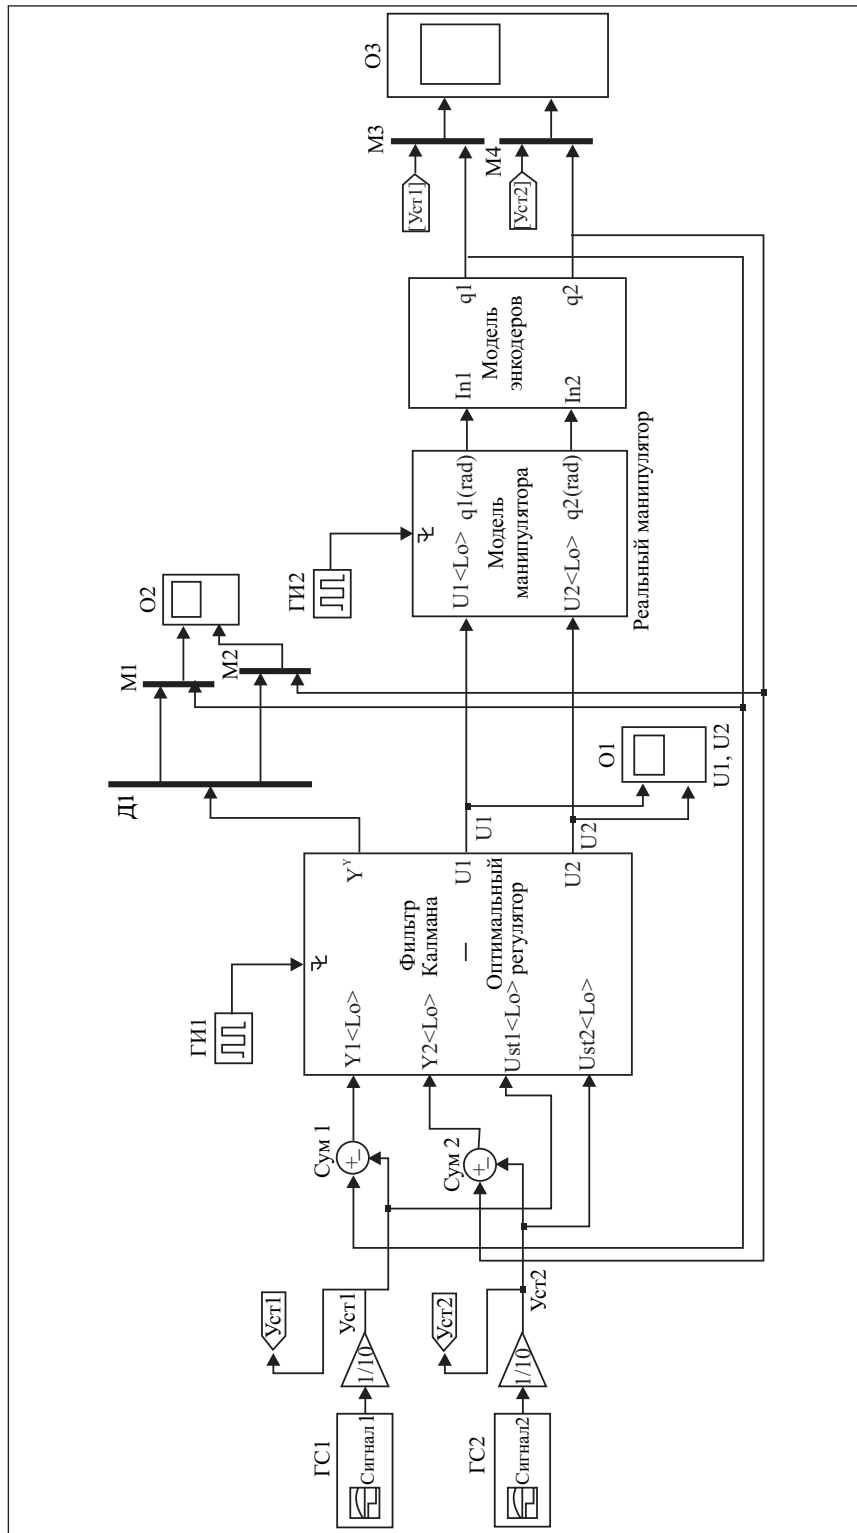 ГС1
Сигнал1
1/10
Уст1
Уст1
ГС2
Сигнал2
1/10
Уст2
Уст2
Сум 1
+
–
Сум 2
+
–
ГИ1
Y1<Lo>
Y2<Lo>
Ust1<Lo>
Ust2<Lo>
Фильтр
Калмана
–
Оптимальный
регулятор
Y
Y
U1
U2
U1
U2
Д1
М1
М2
О2
О1
U1, U2
ГИ2
U1<Lo>
q1(rad)
Модель
манипулятора
U2<Lo>
q2(rad)
Реальный манипулятор
In1
q1
Модель
энкодеров
In2
q2
[Уст1]
[Уст2]
М3
М4
О3